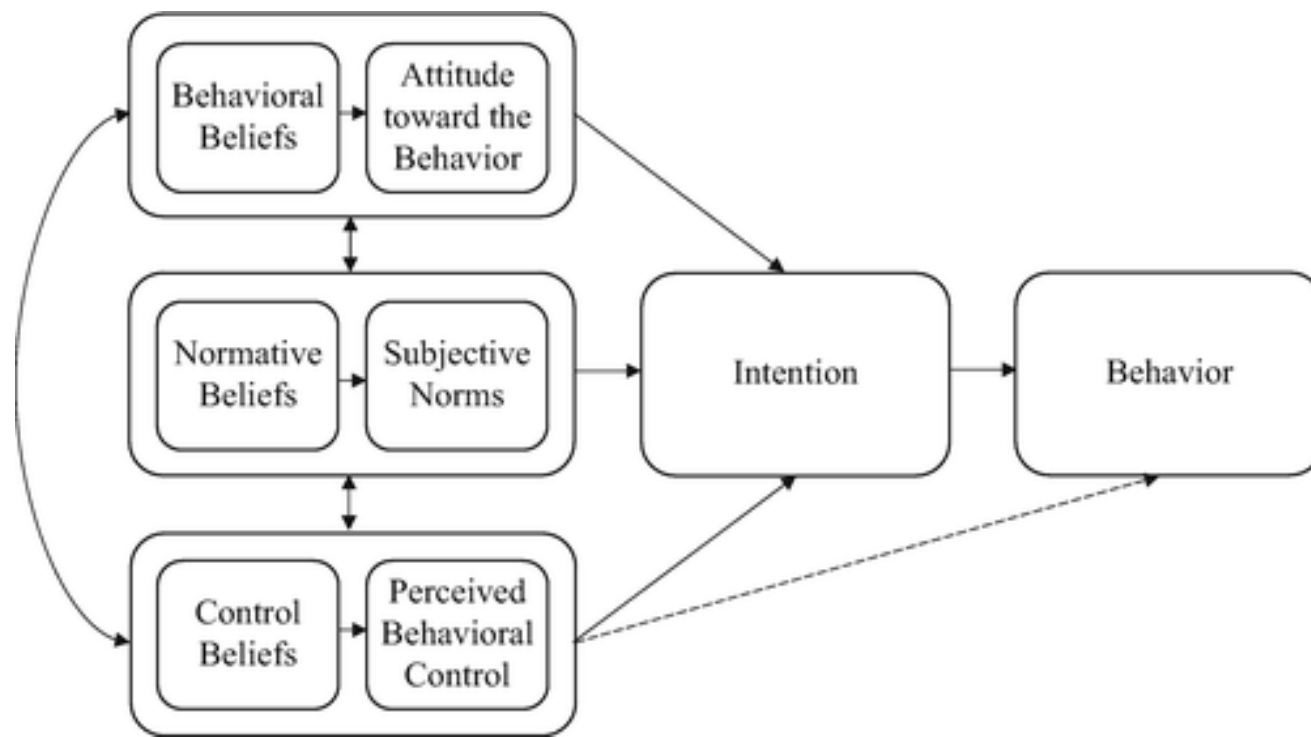 Behavioral
Beliefs
Attitude
toward the
Behavior
Normative
Beliefs
Subjective
Norms
Intention
Behavior
Control
Beliefs
Perceived
Behavioral
Control